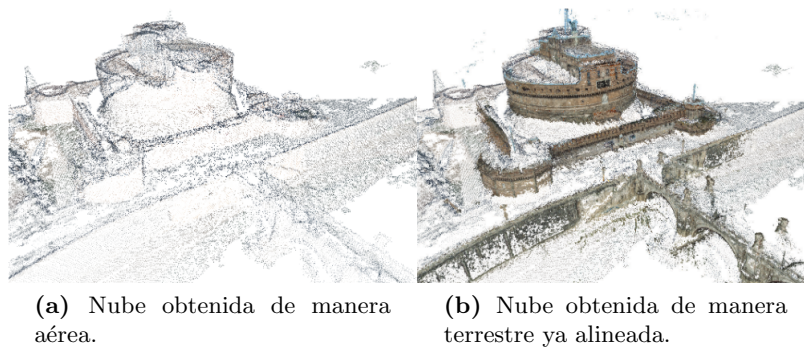 (a) Nube obtenida de manera
aérea.
(b) Nube obtenida de manera
terrestre ya alineada.